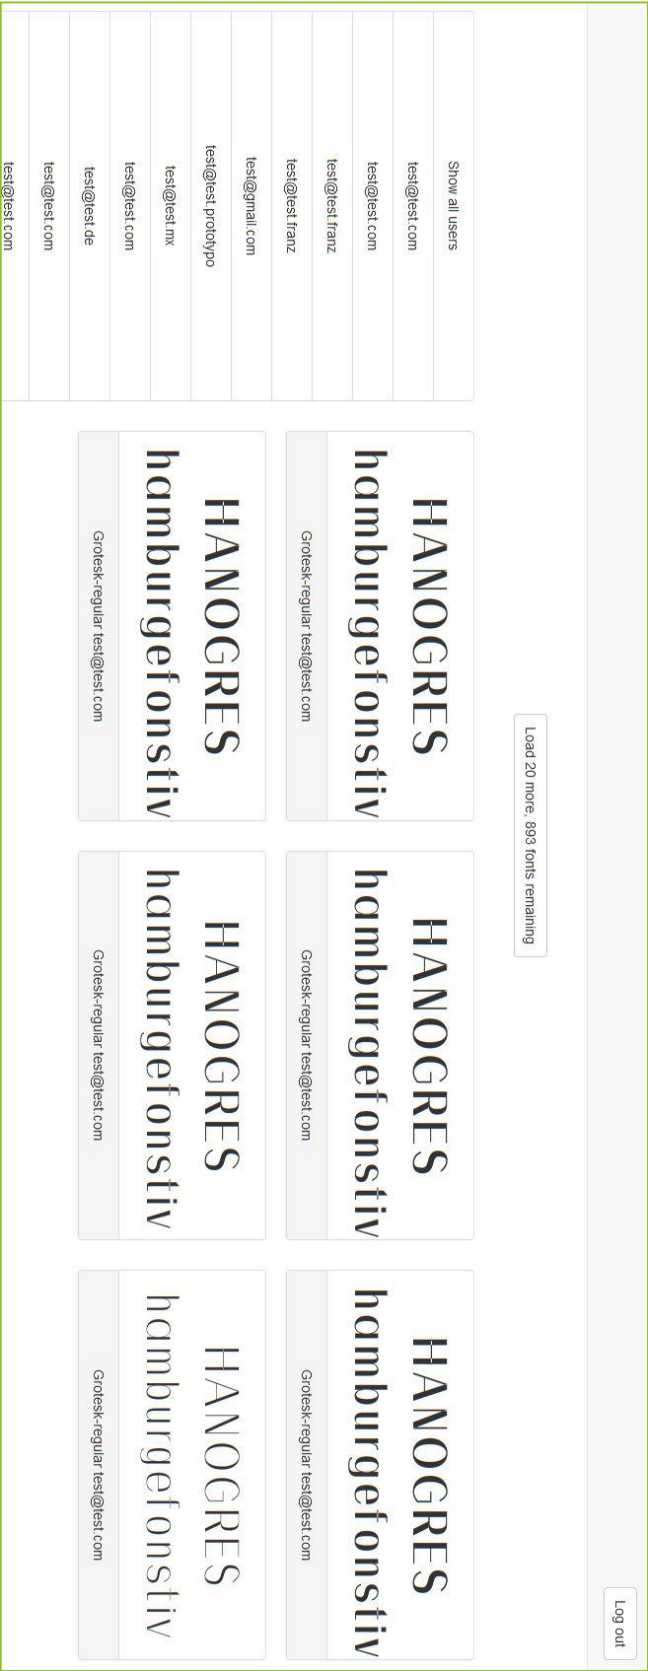 Log out
Load 20 more, 893 fonts remaining
Show all users
test@test.com
test@test.com
test@test.franz
test@test.franz
test@gmail.com
test@test.prototypo
test@test.mx
test@test.com
test@test.de
test@test.com
test@test.com
HANOGRES
hamburgefonstiv
Grotesk-regular test@test.com
HANOGRES
hamburgefonstiv
Grotesk-regular test@test.com
HANOGRES
hamburgefonstiv
Grotesk-regular test@test.com
HANOGRES
hamburgefonstiv
Grotesk-regular test@test.com
HANOGRES
hamburgefonstiv
Grotesk-regular test@test.com
HANOGRES
hamburgefonstiv
Grotesk-regular test@test.com